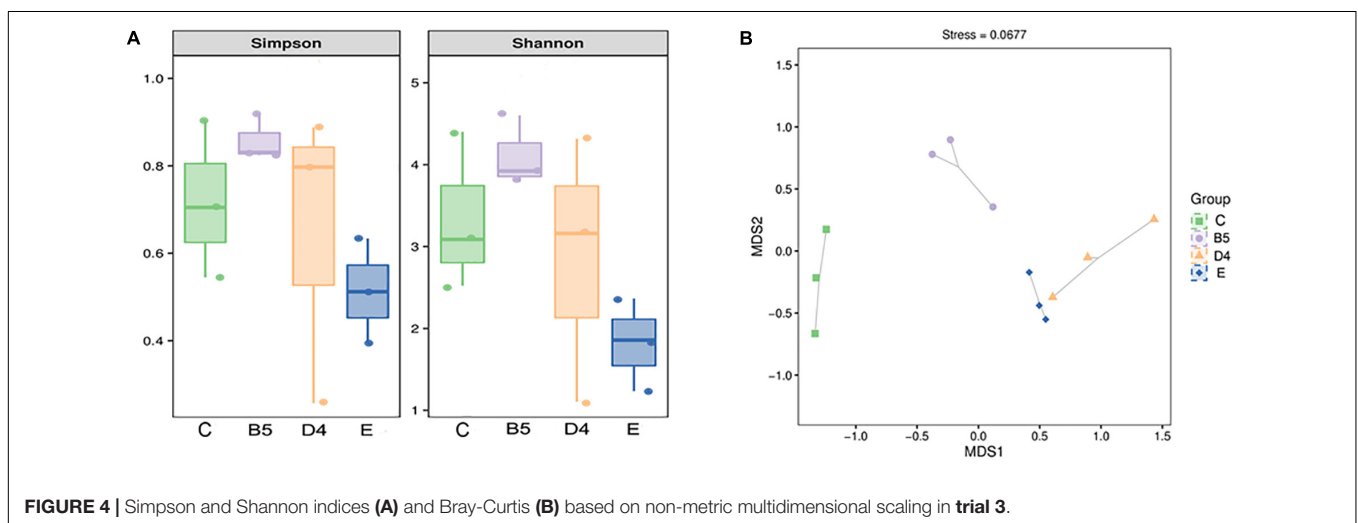 A
Simpson
Shannon
1.0
0.8
0.6
0.4
5
4
3
2
1
C B5 D4 E
C B5 D4 E
B
Stress = 0.0677
MDS2
1.5
1.0
0.5
0.0
−0.5
−1.0
−1.0 −0.5 0.0 0.5 1.0 1.5
MDS1
Group
C
B5
D4
E
FIGURE 4 | Simpson and Shannon indices (A) and Bray-Curtis (B) based on non-metric multidimensional scaling in trial 3.